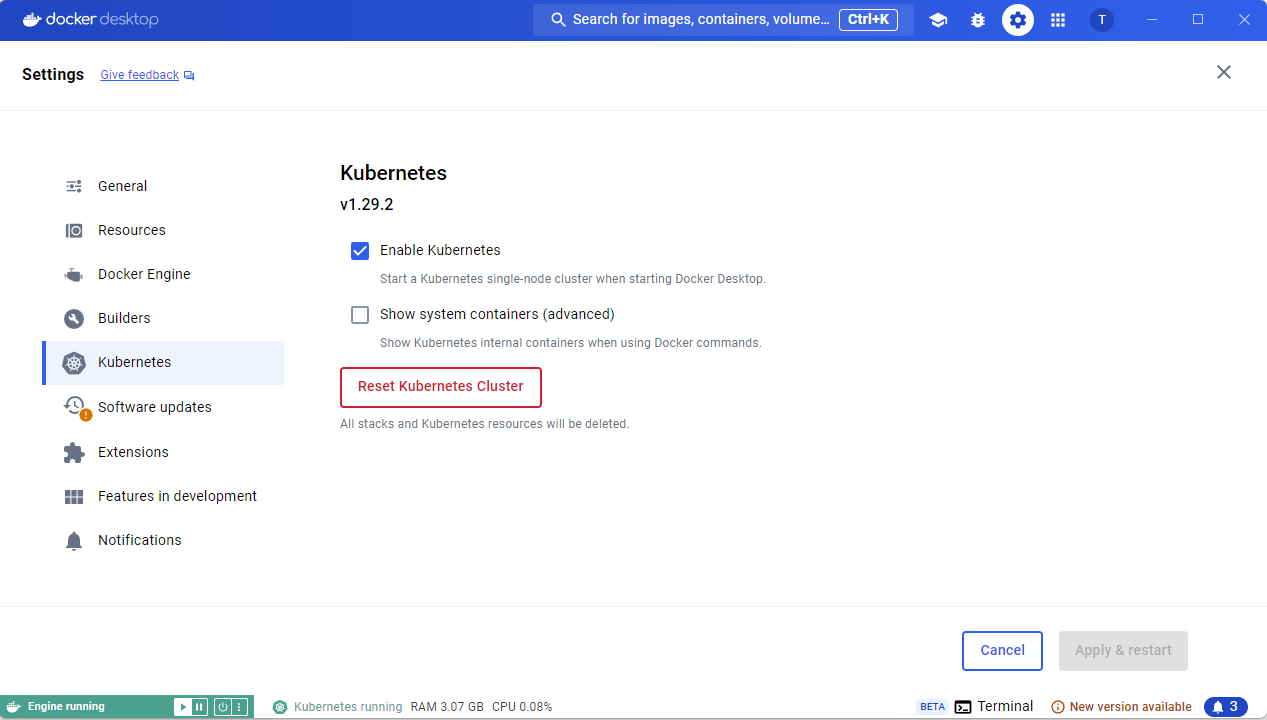 docker desktop
Search for images, containers, volume... Ctrl+K
T
Settings Give feedback
General
Resources
Docker Engine
Builders
Kubernetes
Software updates
Extensions
Features in development
Notifications
Kubernetes
v1.29.2
Enable Kubernetes
Start a Kubernetes single-node cluster when starting Docker Desktop.
Show system containers (advanced)
Show Kubernetes internal containers when using Docker commands.
Reset Kubernetes Cluster
All stacks and Kubernetes resources will be deleted.
Cancel Apply & restart
Engine running Kubernetes running RAM 3.07 GB CPU 0.08% BETA Terminal New version available 3